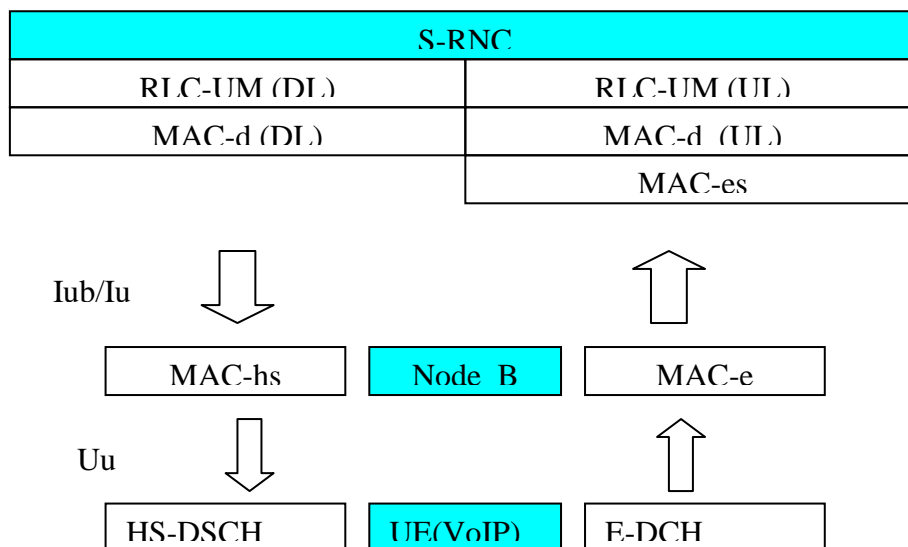 S-RNC
RLC-UM (DL) RLC-UM (UL)
MAC-d (DL) MAC-d (UL)
MAC-es
Iub/Iu
MAC-hs Node B MAC-e
Uu
HS-DSCH UE(VoIP) E-DCH